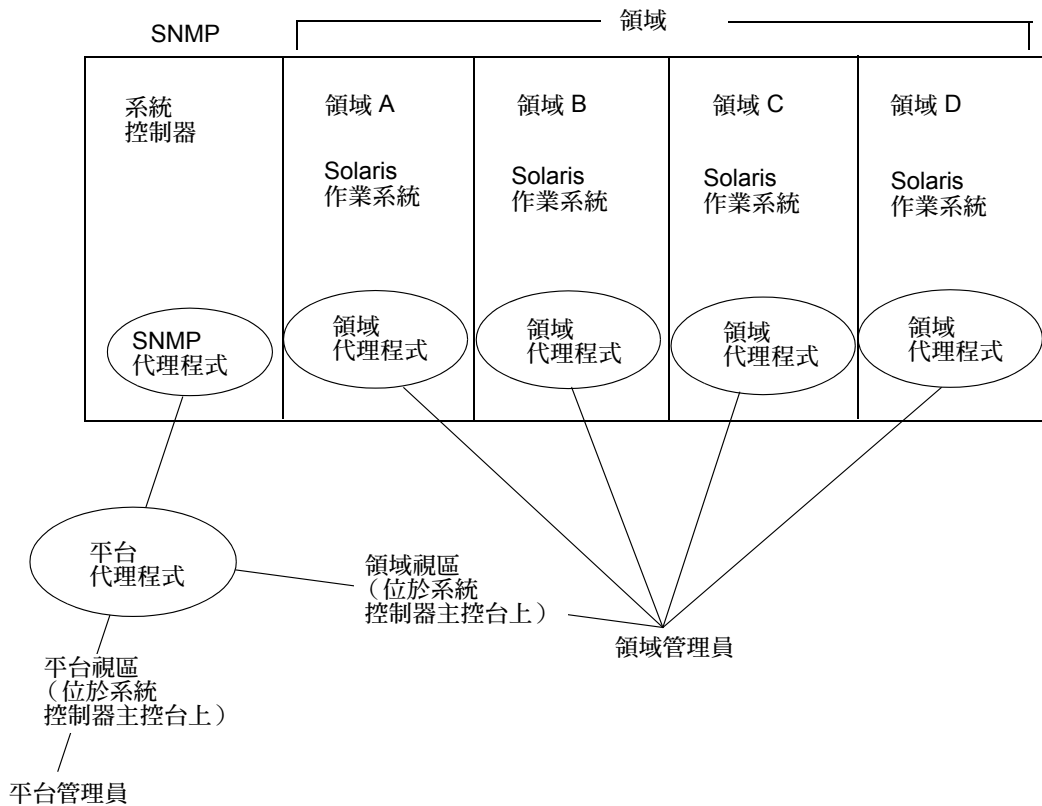 SNMP
領域
系統
控制器
領域 A
領域 B
領域 C
領域 D
Solaris
作業系統
Solaris
作業系統
Solaris
作業系統
Solaris
作業系統
SNMP
代理程式
領域
代理程式
領域
代理程式
領域
代理程式
領域
代理程式
平台
代理程式
領域視區
（位於系統
控制器主控台上）
領域管理員
平台視區
（位於系統
控制器主控台上）
平台管理員